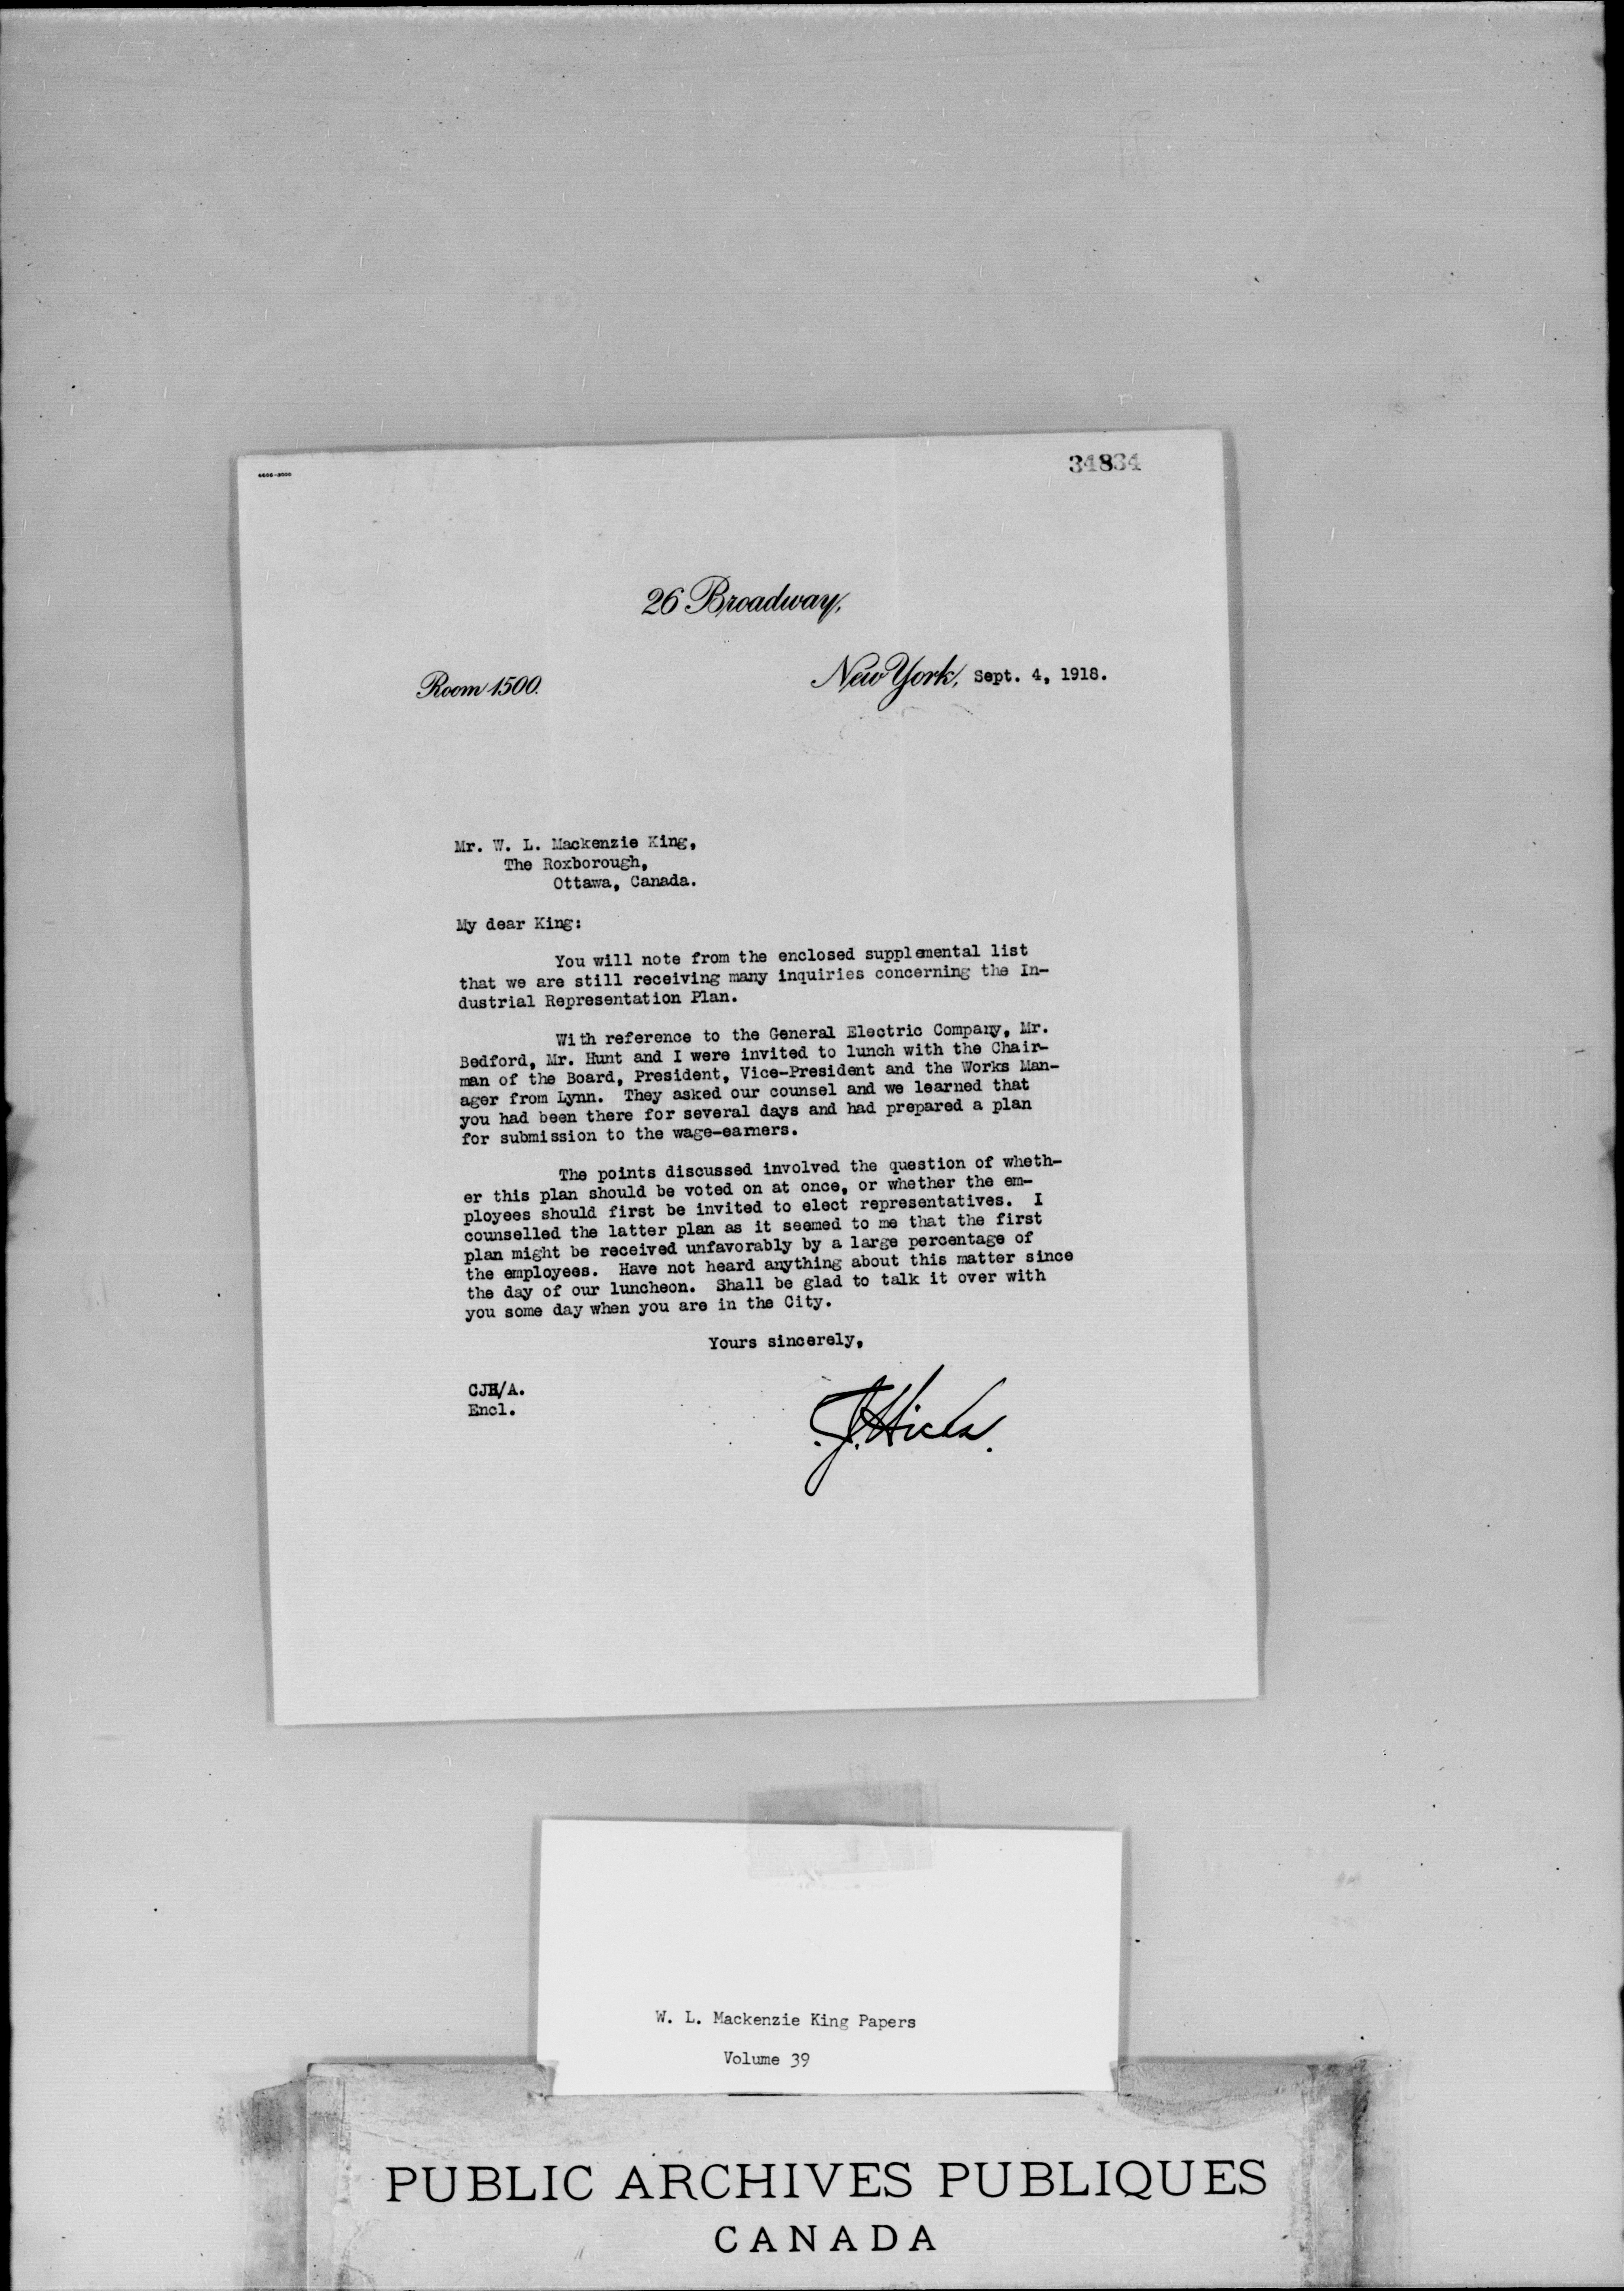 6606-2000
34834
26 Broadway,
Room 1500.
New York, Sept. 4, 1918.
Mr. W. L. Mackenzie King,
The Roxborough,
Ottawa, Canada.
My dear King:
You will note from the enclosed supplemental list
that we are still receiving many inquiries concerning the In-
dustrial Representation Plan.
With reference to the General Electric Company, Mr.
Bedford, Mr. Hunt and I were invited to lunch with the Chair-
man of the Board, President, Vice-President and the Works Man-
ager from Lynn. They asked our counsel and we learned that
you had been there for several days and had prepared a plan
for submission to the wage-earners.
The points discussed involved the question of wheth-
er this plan should be voted on at once, or whether the em-
ployees should first be invited to elect representatives. I
counselled the latter plan as it seemed to me that the first
plan might be received unfavorably by a large percentage of
the employees. Have not heard anything about this matter since
the day of our luncheon. Shall be glad to talk it over with
you some day when you are in the City.
Yours sincerely,
CJH/A.
Encl.
C.J. Hicks.
W. L. Mackenzie King Papers
Volume 39
PUBLIC ARCHIVES PUBLIQUES
CANADA